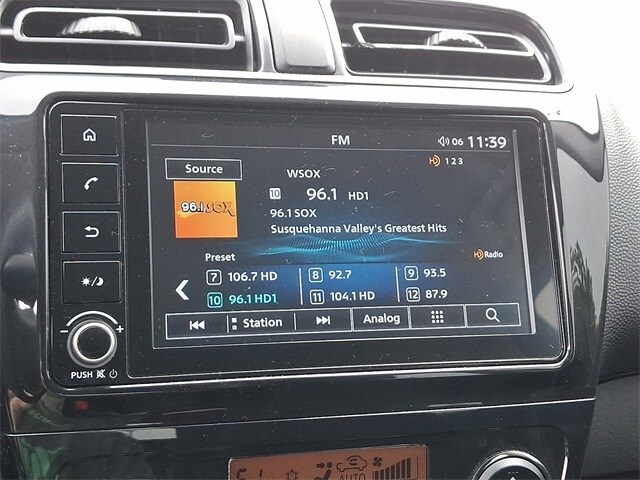 FM
06 11:39
HD 1 2 3
Source
WSOX
10 96.1 HD1
96.1 SOX
96.1 SOX
Susquehanna Valley's Greatest Hits
HD Radio
Preset
7 106.7 HD 8 92.7 9 93.5
10 96.1 HD1 11 104.1 HD 12 87.9
Station Analog
PUSH
AUTO